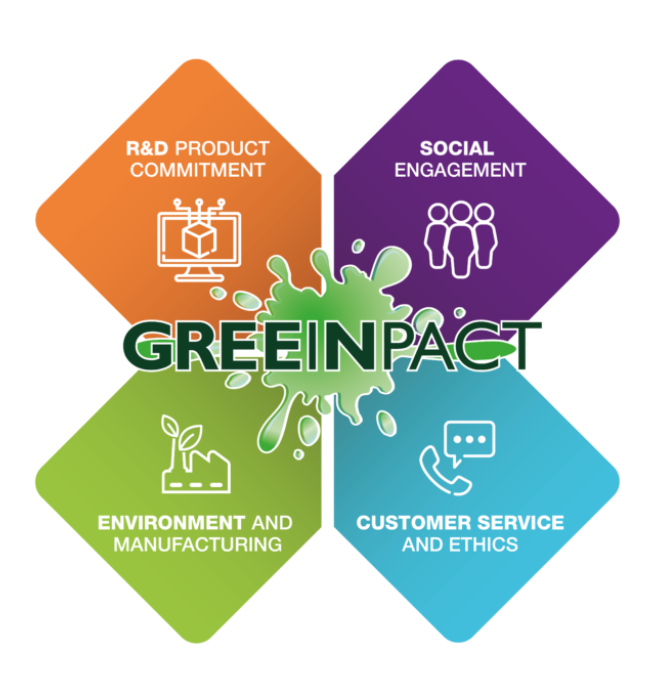 R&D PRODUCT
COMMITMENT
SOCIAL
ENGAGEMENT
GREEINPACT
ENVIRONMENT AND
MANUFACTURING
CUSTOMER SERVICE
AND ETHICS